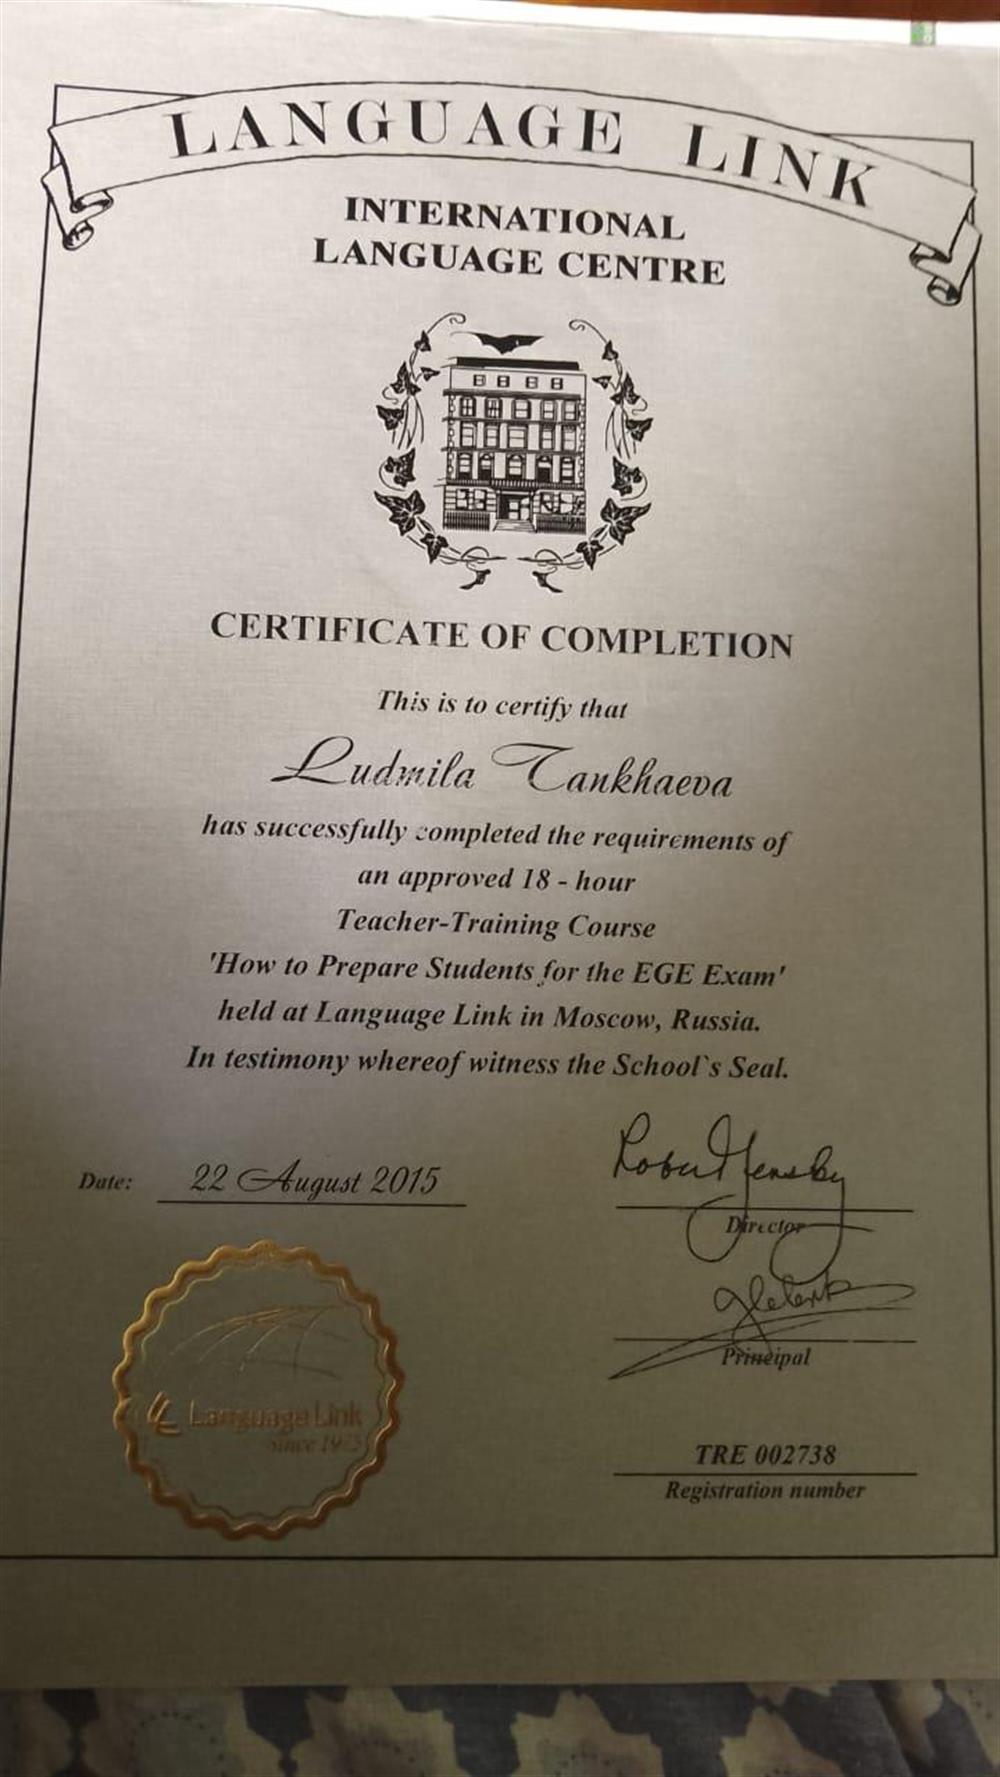 LANGUAGE LINK
INTERNATIONAL
LANGUAGE CENTRE
CERTIFICATE OF COMPLETION
This is to certify that
Ludmila Tankhaeva
has successfully completed the requirements of
an approved 18 - hour
Teacher-Training Course
'How to Prepare Students for the EGE Exam'
held at Language Link in Moscow, Russia.
In testimony whereof witness the School`s Seal.
Date: 22 August 2015
Director
Principal
Language Link
since 1975
TRE 002738
Registration number